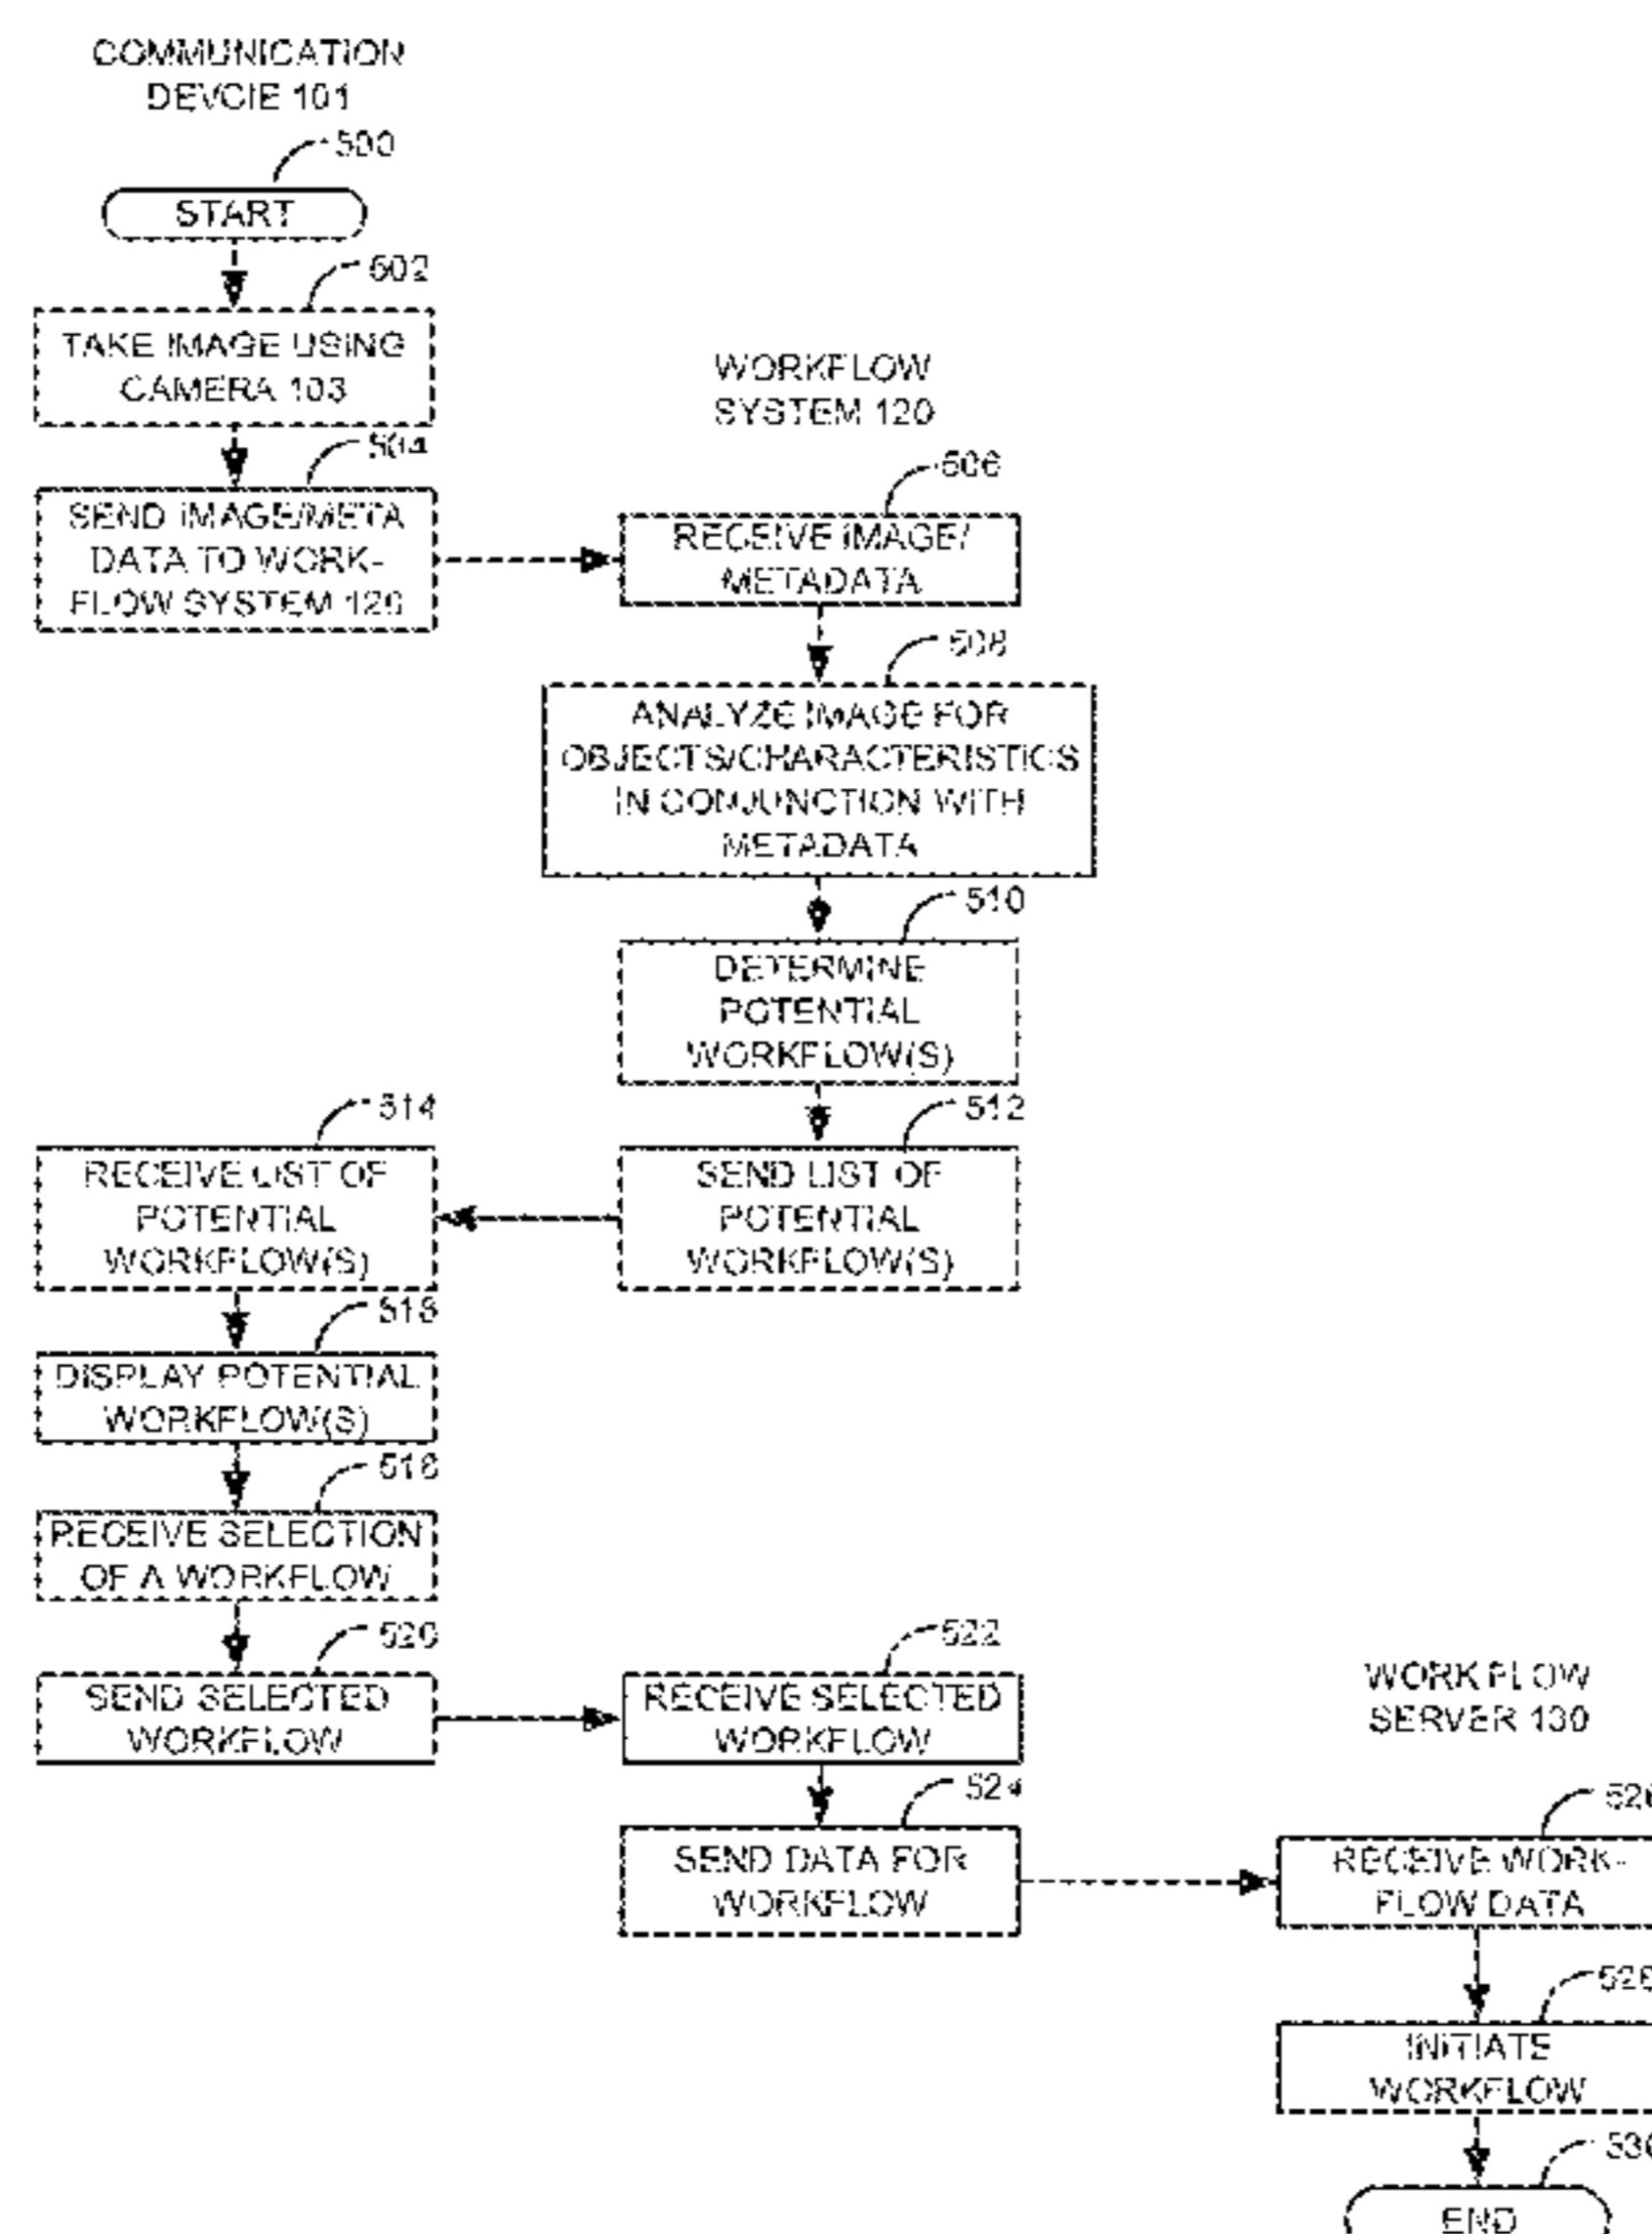 COMMUNICATION
DEVCIE 101
500
START
502
TAKE IMAGE USING
CAMERA 103
504
SEND IMAGE/META
DATA TO WORK-
FLOW SYSTEM 120
WORKFLOW
SYSTEM 120
506
RECEIVE IMAGE/
METADATA
508
ANALYZE IMAGE FOR
OBJECTS/CHARACTERISTICS
IN CONJUNCTION WITH
METADATA
510
DETERMINE
POTENTIAL
WORKFLOW(S)
512
SEND LIST OF
POTENTIAL
WORKFLOW(S)
514
RECEIVE LIST OF
POTENTIAL
WORKFLOW(S)
DISPLAY POTENTIAL
WORKFLOW(S)
RECEIVE SELECTION
OF A WORKFLOW
520
SEND SELECTED
WORKFLOW
522
RECEIVE SELECTED
WORKFLOW
524
SEND DATA FOR
WORKFLOW
WORKFLOW
SERVER 130
RECEIVE WORK-
FLOW DATA
INITIATE
WORKFLOW
END